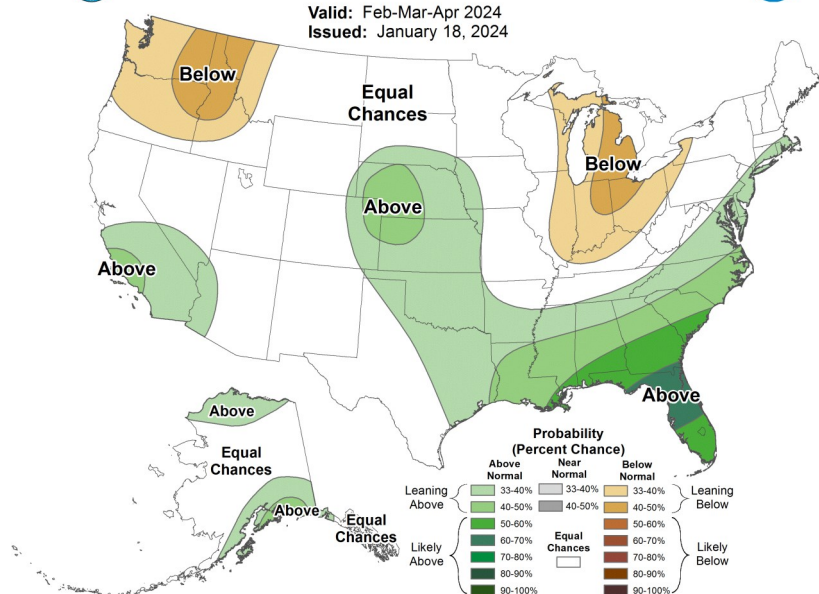 Valid: Feb-Mar-Apr 2024
Issued: January 18, 2024
Below
Equal
Chances
Below
Above
Above
Above
Above
Equal
Chances
Above
Equal
Chances
Probability
(Percent Chance)
Above
Normal
Near
Normal
Below
Normal
Leaning
Above
33-40%
33-40%
33-40%
Leaning
Below
40-50%
40-50%
40-50%
Likely
Above
50-60%
50-60%
Likely
Below
60-70%
Equal
Chances
60-70%
70-80%
70-80%
80-90%
80-90%
90-100%
90-100%